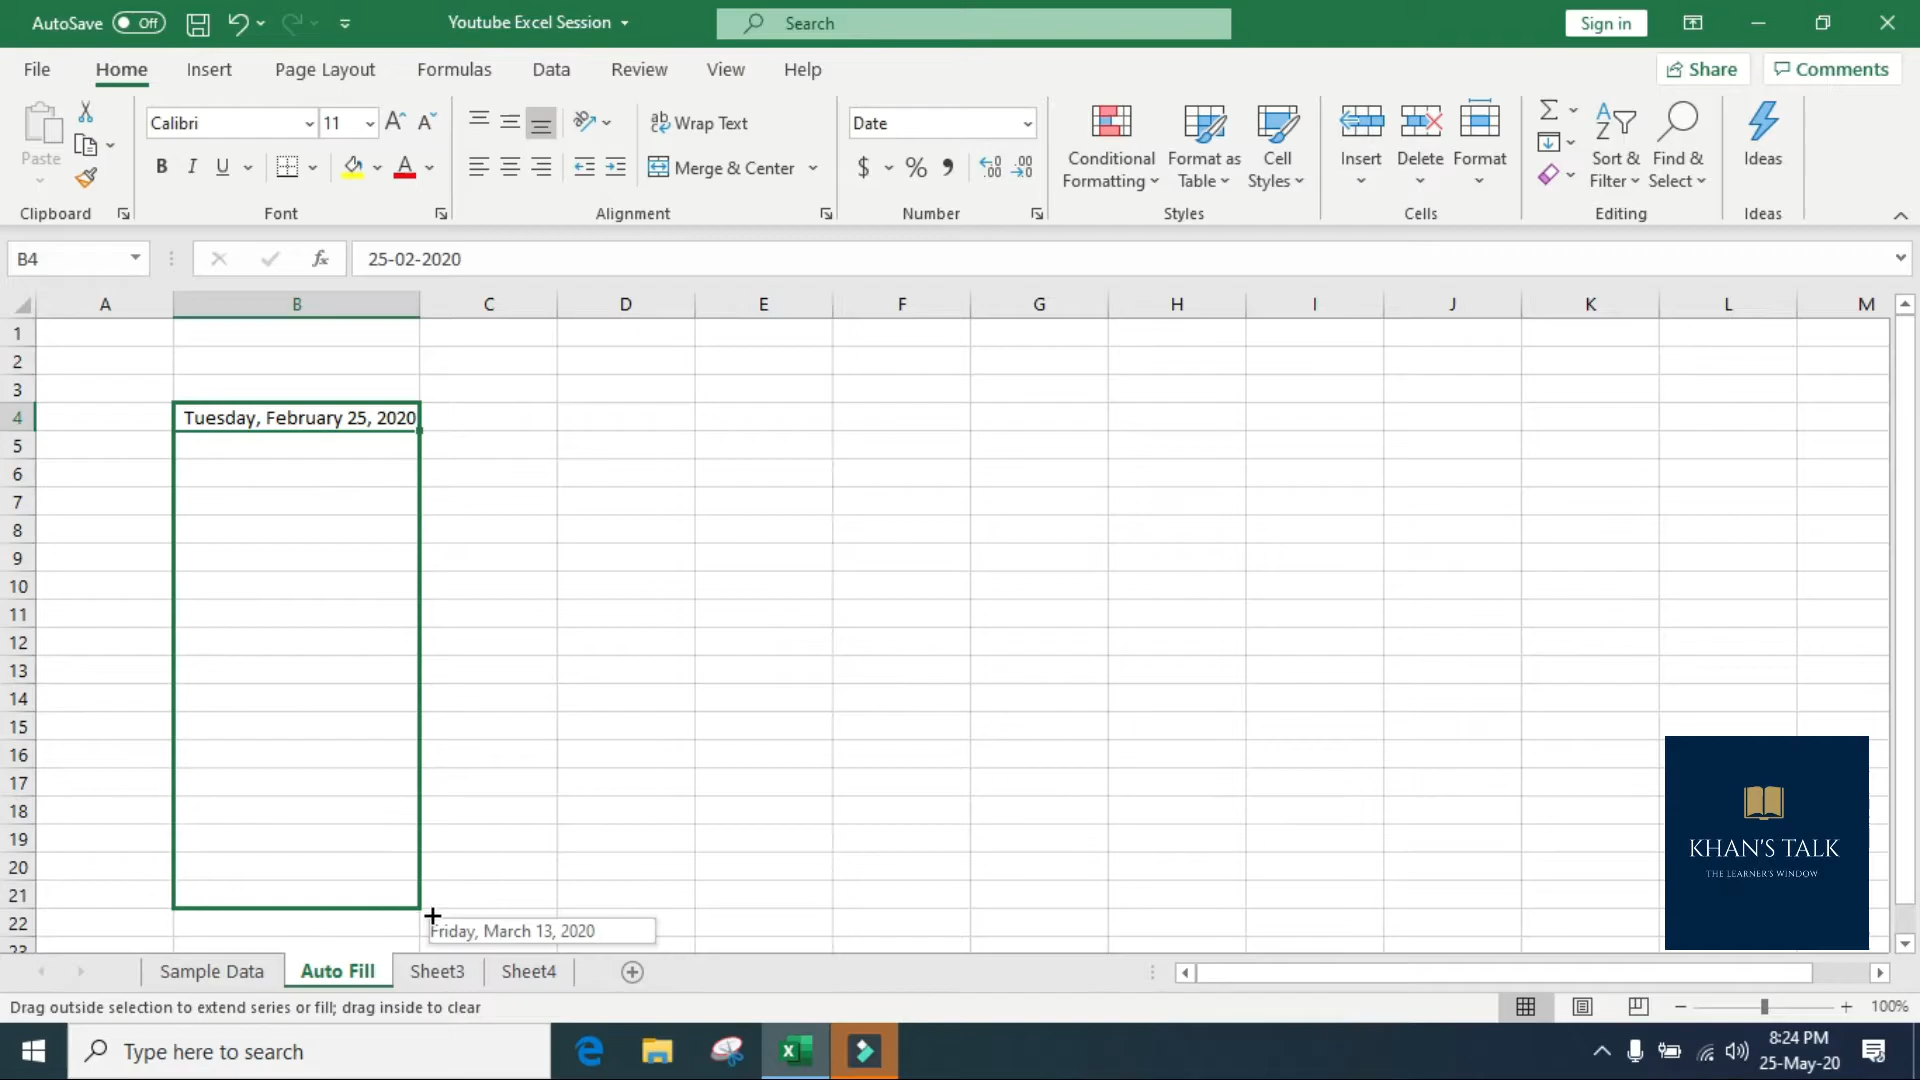 AutoSave Off Youtube Excel Session Search Sign in
File Home Insert Page Layout Formulas Data Review View Help Share Comments
Paste Calibri 11 Wrap Text Date Conditional Formatting Format as Table Cell Styles Insert Delete Format Sort & Filter Find & Select Ideas
B I U A Merge & Center $ % 9 .00
Clipboard Font Alignment Number Styles Cells Editing Ideas
B4 fx 25-02-2020
A B C D E F G H I J K L M
1
2
3
4 Tuesday, February 25, 2020
5
6
7
8
9
10
11
12
13
14
15
16
17
18
19
20
21
22
23
Friday, March 13, 2020
KHAN'S TALK
THE LEARNER'S WINDOW
Sample Data Auto Fill Sheet3 Sheet4
Drag outside selection to extend series or fill; drag inside to clear 100%
Type here to search 8:24 PM
25-May-20